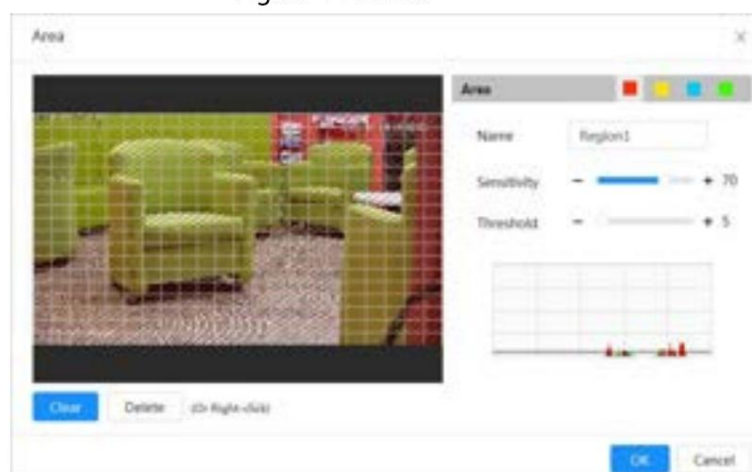 Area
Area
Name Region1
Sensitivity - + 70
Threshold - + 5
Clear Delete (Or Right-click)
OK Cancel